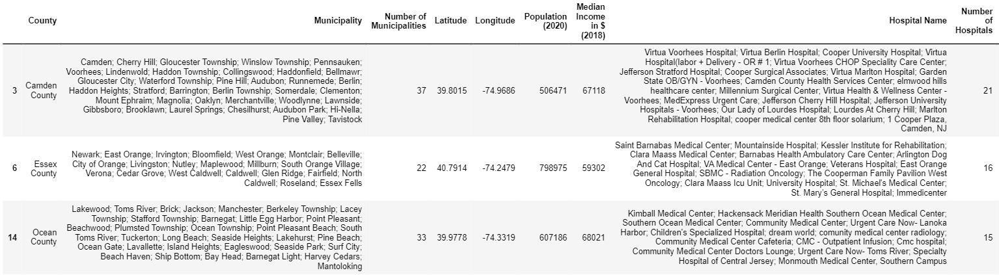 County Municipality Number of Municipalities Latitude Longitude Population (2020) Median Income in $ (2018) Hospital Name Number of Hospitals
3 Camden County
Camden; Cherry Hill; Gloucester Township; Winslow Township; Pennsauken;
Voorhees; Lindenwold; Haddon Township; Collingswood; Haddonfield; Bellmawr;
Gloucester City; Waterford Township; Pine Hill; Audubon; Runnemede; Berlin;
Haddon Heights; Stratford; Barrington; Berlin Township; Somerdale; Clementon;
Mount Ephraim; Magnolia; Oaklyn; Merchantville; Woodlynne; Lawnside;
Gibbsboro; Brooklawn; Laurel Springs; Chesilhurst; Audubon Park; Hi-Nella;
Pine Valley; Tavistock
37 39.8015 -74.9686 506471 67118
Virtua Voorhees Hospital; Virtua Berlin Hospital; Cooper University Hospital; Virtua
Hospital(labor + Delivery - OR # 1; Virtua Voorhees CHOP Speciality Care Center;
Jefferson Stratford Hospital; Cooper Surgical Associates; Virtua Marlton Hospital; Garden
State OB/GYN - Voorhees; Camden County Health Services Center; elmwood hills
healthcare center; Millennium Surgical Center; Virtua Health & Wellness Center -
Voorhees; MedExpress Urgent Care; Jefferson Cherry Hill Hospital; Jefferson University
Hospitals - Voorhees; Our Lady of Lourdes Hospital; Lourdes At Cherry Hill; Marlton
Rehabilitation Hospital; cooper medical center 8th floor solarium; 1 Cooper Plaza,
Camden, NJ
21
6 Essex County
Newark; East Orange; Irvington; Bloomfield; West Orange; Montclair; Belleville;
City of Orange; Livingston; Nutley; Maplewood; Millburn; South Orange Village;
Verona; Cedar Grove; West Caldwell; Caldwell; Glen Ridge; Fairfield; North
Caldwell; Roseland; Essex Fells
22 40.7914 -74.2479 798975 59302
Saint Barnabas Medical Center; Mountainside Hospital; Kessler Institute for Rehabilitation;
Clara Maass Medical Center; Barnabas Health Ambulatory Care Center; Arlington Dog
And Cat Hospital; VA Medical Center - East Orange; Veterans Hospital; East Orange
General Hospital; SBMC - Radiation Oncology; The Cooperman Family Pavilion West
Oncology; Clara Maass Icu Unit; University Hospital; St. Michael's Medical Center;
St. Mary's General Hospital; Immedicenter
16
14 Ocean County
Lakewood; Toms River; Brick; Jackson; Manchester; Berkeley Township; Lacey
Township; Stafford Township; Barnegat; Little Egg Harbor; Point Pleasant;
Beachwood; Plumsted Township; Ocean Township; Point Pleasant Beach; South
Toms River; Tuckerton; Long Beach; Seaside Heights; Lakehurst; Pine Beach;
Ocean Gate; Lavallette; Island Heights; Eagleswood; Seaside Park; Surf City;
Beach Haven; Ship Bottom; Bay Head; Barnegat Light; Harvey Cedars;
Mantoloking
33 39.9778 -74.3319 607186 68021
Kimball Medical Center; Hackensack Meridian Health Southern Ocean Medical Center;
Southern Ocean Medical Center; Community Medical Center; Urgent Care Now- Lanoka
Harbor; Children's Specialized Hospital; dream world; comunity medical center radiology;
Community Medical Center Cafeteria; CMC - Outpatient Infusion; Cmc hospital;
Community Medical Center Doctors Lounge; Urgent Care Now- Toms River; Specialty
Hospital of Central Jersey; Monmouth Medical Center, Southern Campus
15